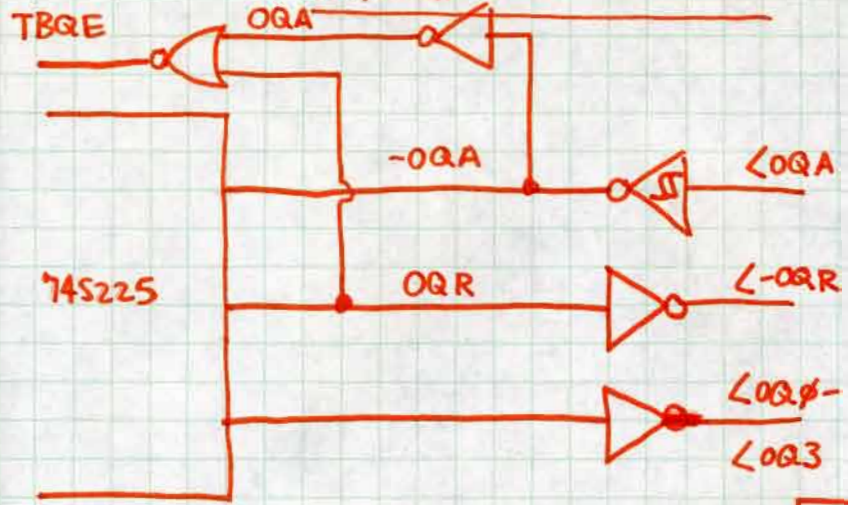 TBQE
OQA
-OQA
<OQA
74S225
OQR
<-OQR
<OQØ-
<OQ3